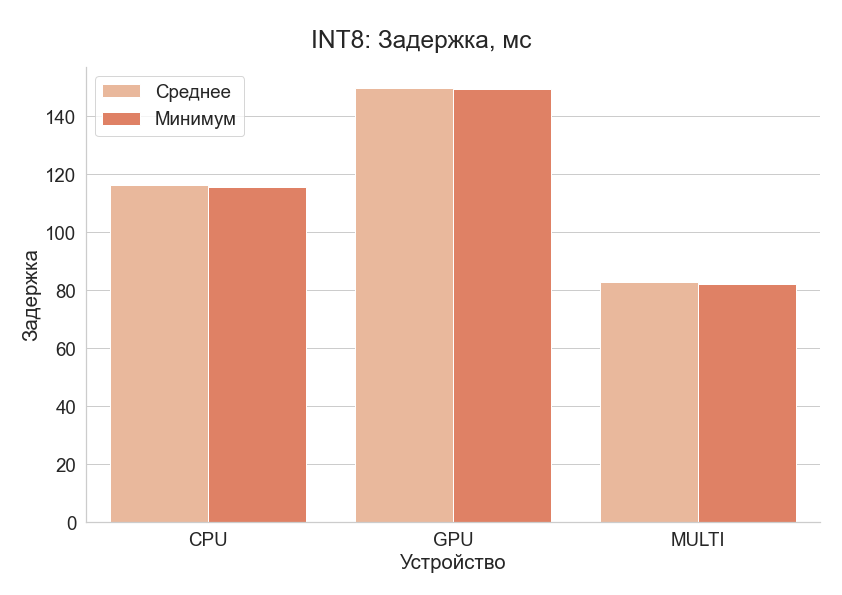 INT8: Задержка, мс
Среднее
Минимум
140
120
100
80
60
40
20
0
Задержка
CPU
GPU
MULTI
Устройство